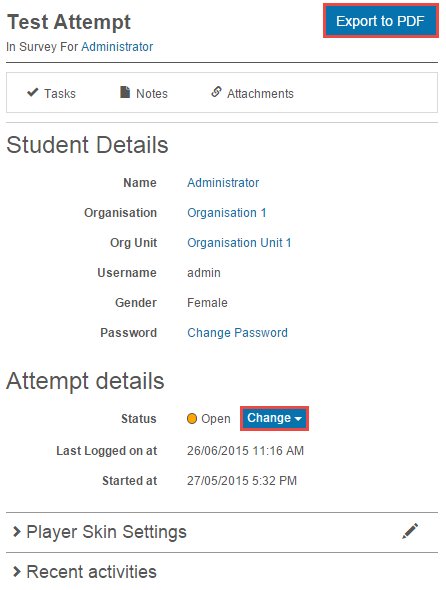 Test Attempt
Export to PDF
In Survey For Administrator
Tasks Notes Attachments
Student Details
Name Administrator
Organisation Organisation 1
Org Unit Organisation Unit 1
Username admin
Gender Female
Password Change Password
Attempt details
Status Open Change
Last Logged on at 26/06/2015 11:16 AM
Started at 27/05/2015 5:32 PM
Player Skin Settings
Recent activities